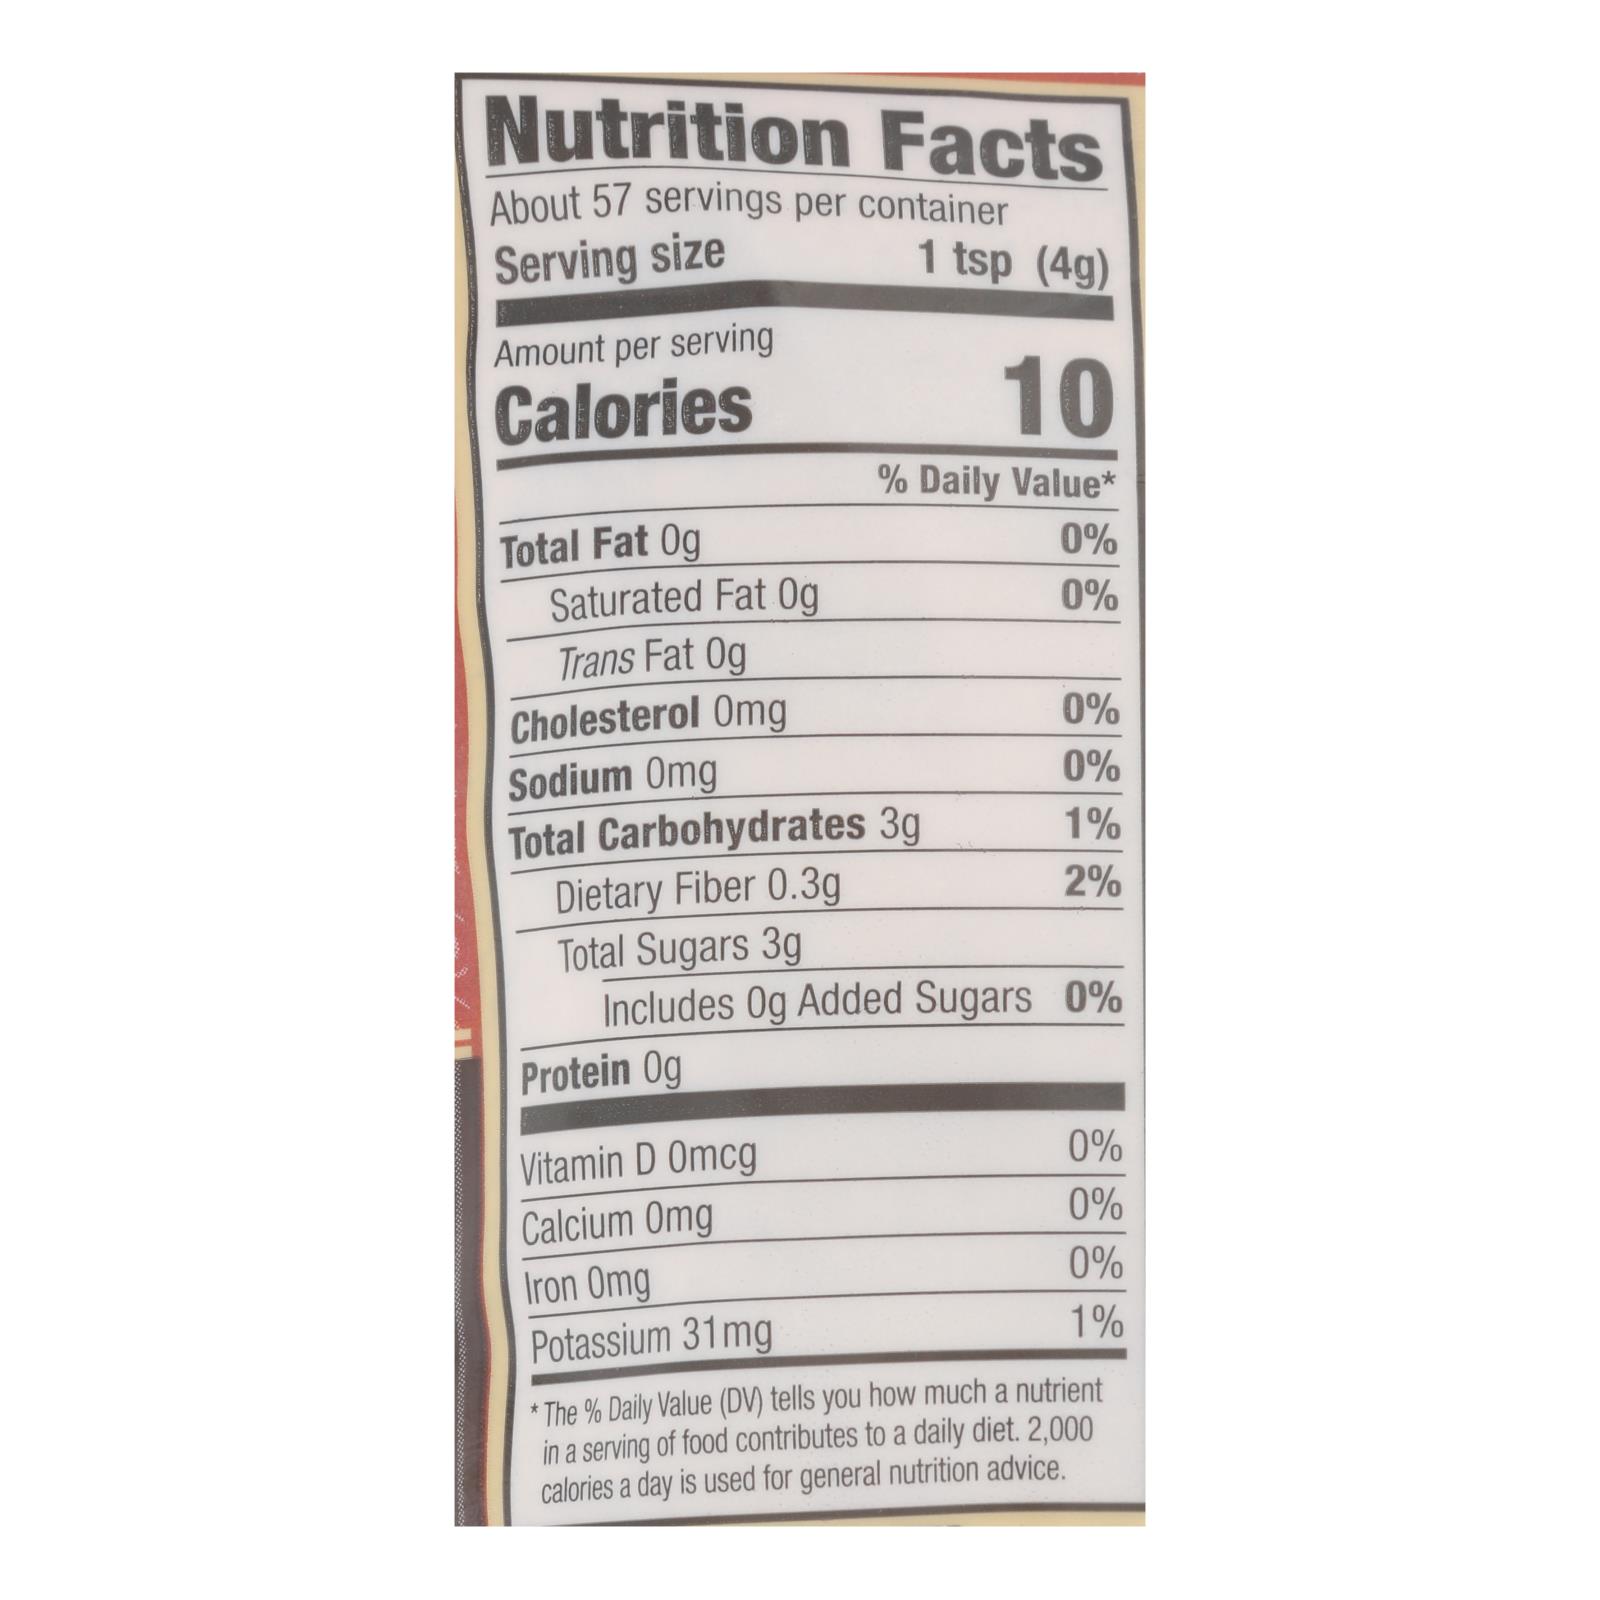 Nutrition Facts
About 57 servings per container
Serving size 1 tsp (4g)
Amount per serving
Calories 10
% Daily Value*
Total Fat 0g 0%
Saturated Fat 0g 0%
Trans Fat 0g
Cholesterol 0mg 0%
Sodium 0mg 0%
Total Carbohydrates 3g 1%
Dietary Fiber 0.3g 2%
Total Sugars 3g
Includes 0g Added Sugars 0%
Protein 0g
Vitamin D 0mcg 0%
Calcium 0mg 0%
Iron 0mg 0%
Potassium 31mg 1%
* The % Daily Value (DV) tells you how much a nutrient
in a serving of food contributes to a daily diet. 2,000
calories a day is used for general nutrition advice.